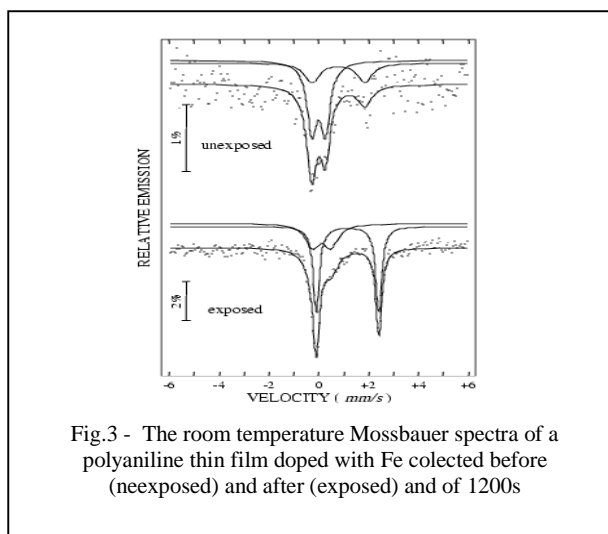 RELATIVE EMISSION
1%
unexposed
2%
exposed
-6 -4 -2 0 +2 +4 +6
VELOCITY ( mm/s )
Fig.3 - The room temperature Mossbauer spectra of a
polyaniline thin film doped with Fe colected before
(neexposed) and after (exposed) and of 1200s